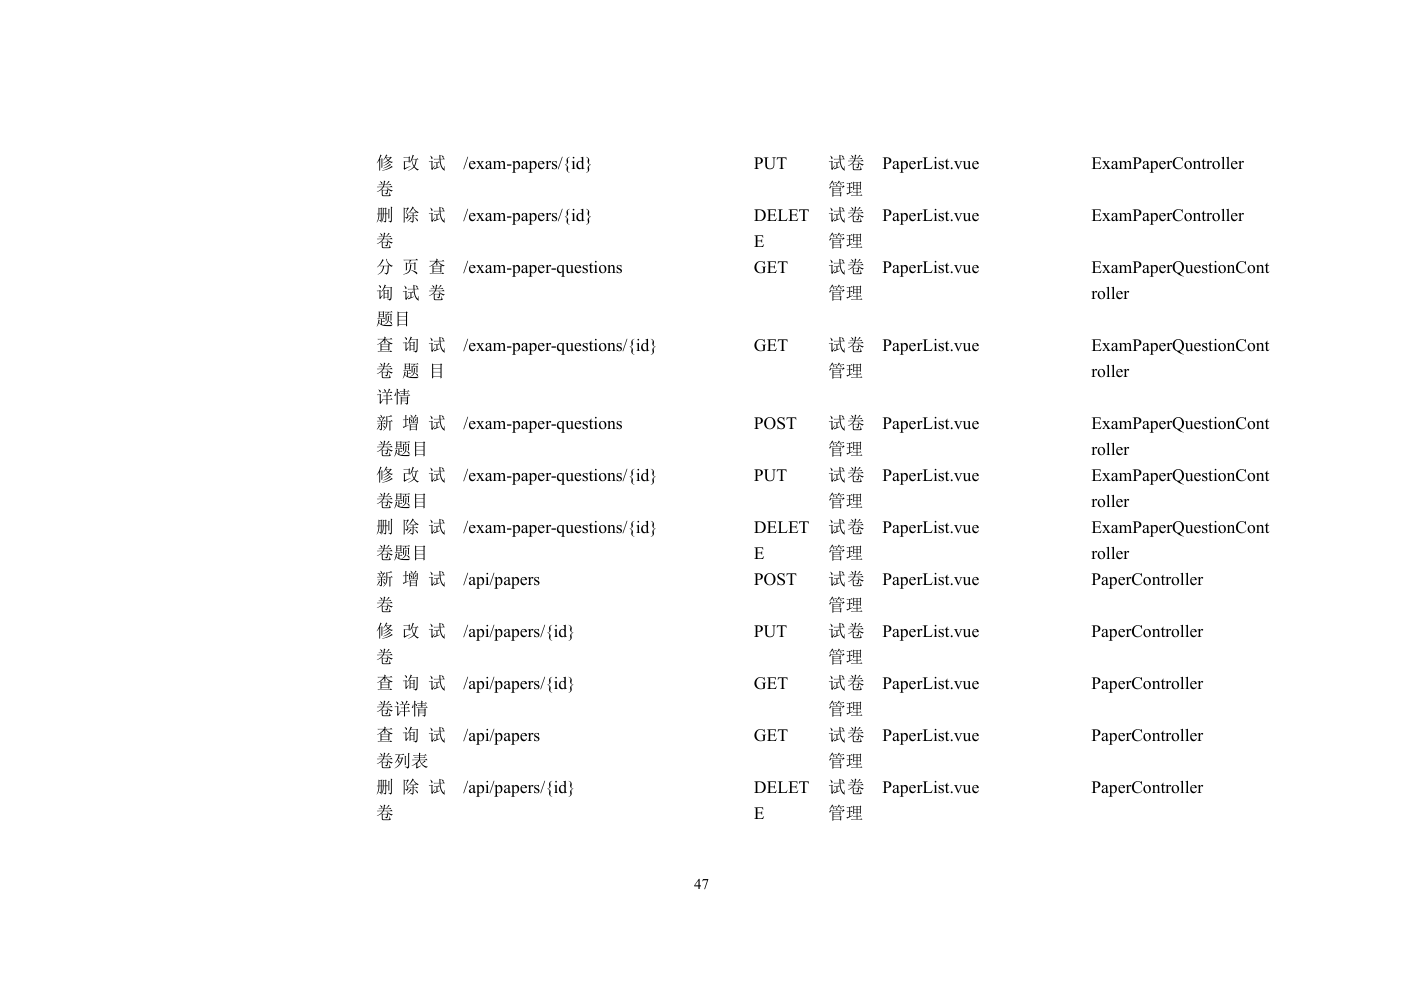 修改试 /exam-papers/{id} PUT 试卷 PaperList.vue ExamPaperController
卷 管理
删除试 /exam-papers/{id} DELET 试卷 PaperList.vue ExamPaperController
卷 E 管理
分页查 /exam-paper-questions GET 试卷 PaperList.vue ExamPaperQuestionCont
询试卷 管理 roller
题目
查询试 /exam-paper-questions/{id} GET 试卷 PaperList.vue ExamPaperQuestionCont
卷题目 管理 roller
详情
新增试 /exam-paper-questions POST 试卷 PaperList.vue ExamPaperQuestionCont
卷题目 管理 roller
修改试 /exam-paper-questions/{id} PUT 试卷 PaperList.vue ExamPaperQuestionCont
卷题目 管理 roller
删除试 /exam-paper-questions/{id} DELET 试卷 PaperList.vue ExamPaperQuestionCont
卷题目 E 管理 roller
新增试 /api/papers POST 试卷 PaperList.vue PaperController
卷 管理
修改试 /api/papers/{id} PUT 试卷 PaperList.vue PaperController
卷 管理
查询试 /api/papers/{id} GET 试卷 PaperList.vue PaperController
卷详情 管理
查询试 /api/papers GET 试卷 PaperList.vue PaperController
卷列表 管理
删除试 /api/papers/{id} DELET 试卷 PaperList.vue PaperController
卷 E 管理
47